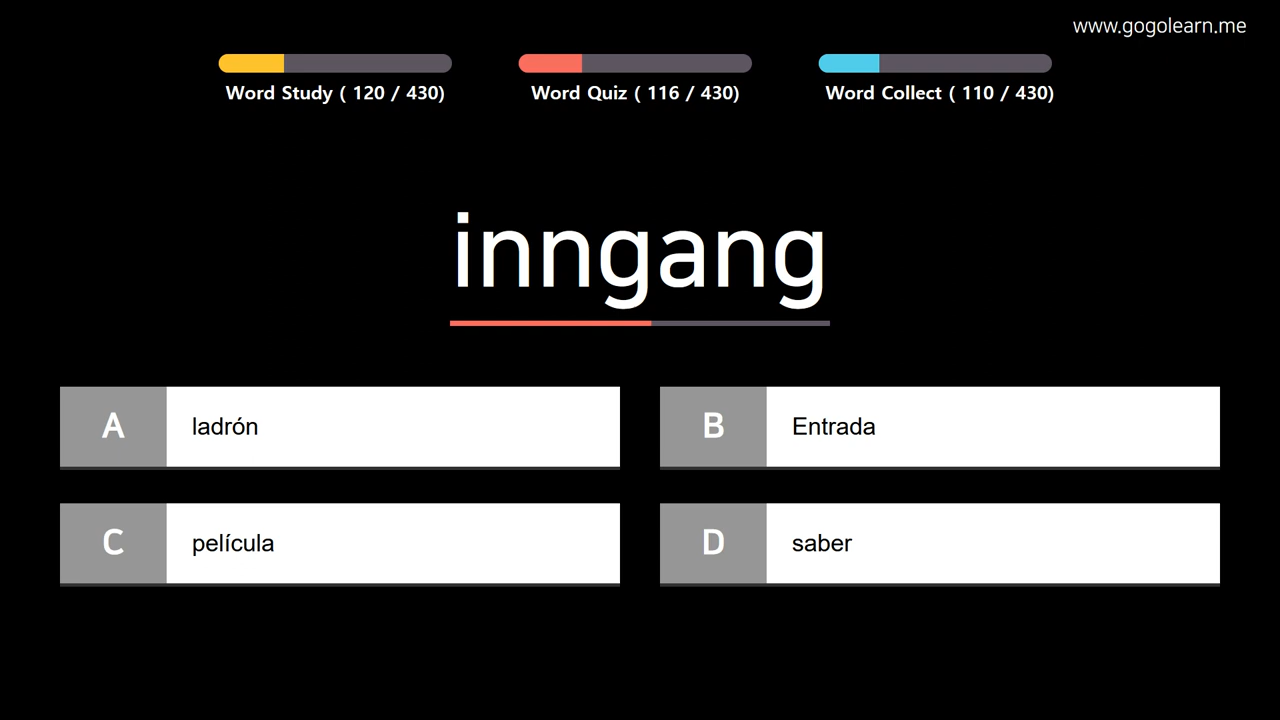 www.gogolearn.me
Word Study ( 120 / 430)
Word Quiz ( 116 / 430)
Word Collect ( 110 / 430)
inngang
A ladrón
B Entrada
C película
D saber